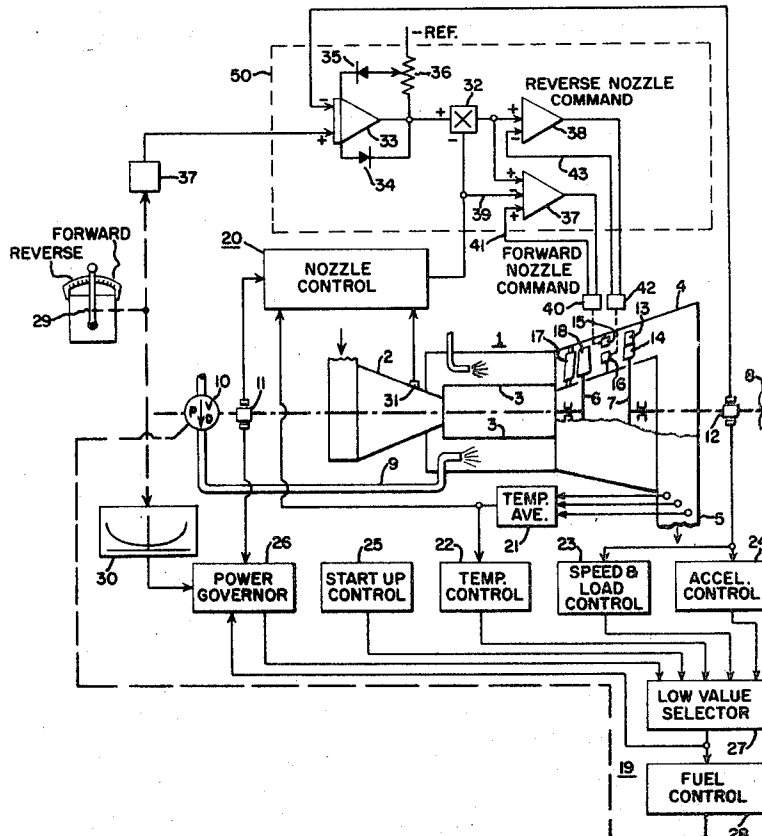 - REF.
35
50
36
32
REVERSE NOZZLE
COMMAND
-
+
33
+
-
+
-
38
34
37
43
+
-
+
37
39
41
20
NOZZLE
CONTROL
FORWARD
NOZZLE
COMMAND
FORWARD
REVERSE
29
40
42
4
17
18
15
13
14
1
2
10
11
31
3
16
8
P
V
D
6
7
12
3
9
5
TEMP.
AVE.
21
30
26
25
22
23
24
POWER
GOVERNOR
START UP
CONTROL
TEMP.
CONTROL
SPEED &
LOAD
CONTROL
ACCEL.
CONTROL
LOW VALUE
SELECTOR
27
19
FUEL
CONTROL
28